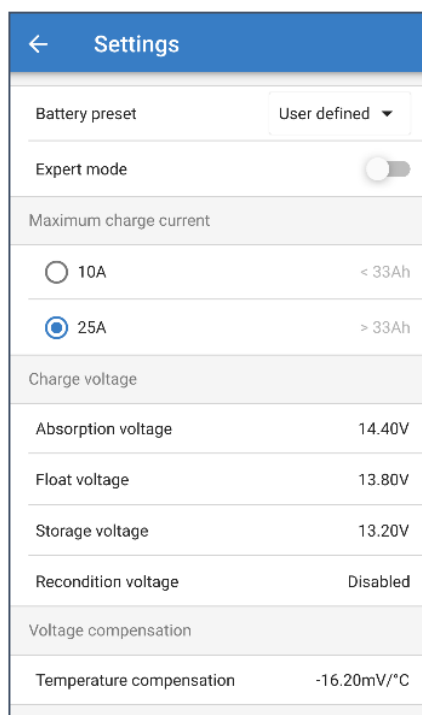 Settings
Battery preset User defined
Expert mode
Maximum charge current
10A < 33Ah
25A > 33Ah
Charge voltage
Absorption voltage 14.40V
Float voltage 13.80V
Storage voltage 13.20V
Recondition voltage Disabled
Voltage compensation
Temperature compensation -16.20mV/°C